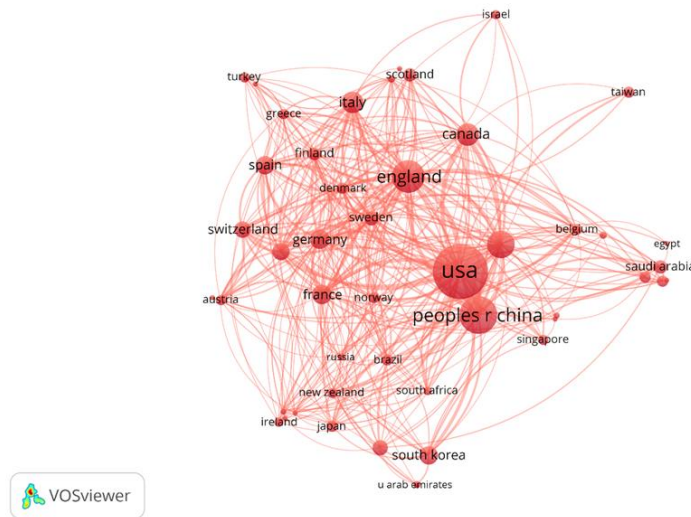 israel
scotland
turkey
taiwan
italy
greece
canada
finland
spain
england
denmark
sweden
switzerland
belgium
germany
egypt
usa
saudi arabia
france
norway
austria
peoples r china
singapore
russia
brazil
new zealand
south africa
ireland
japan
south korea
u arab emirates
VOSviewer